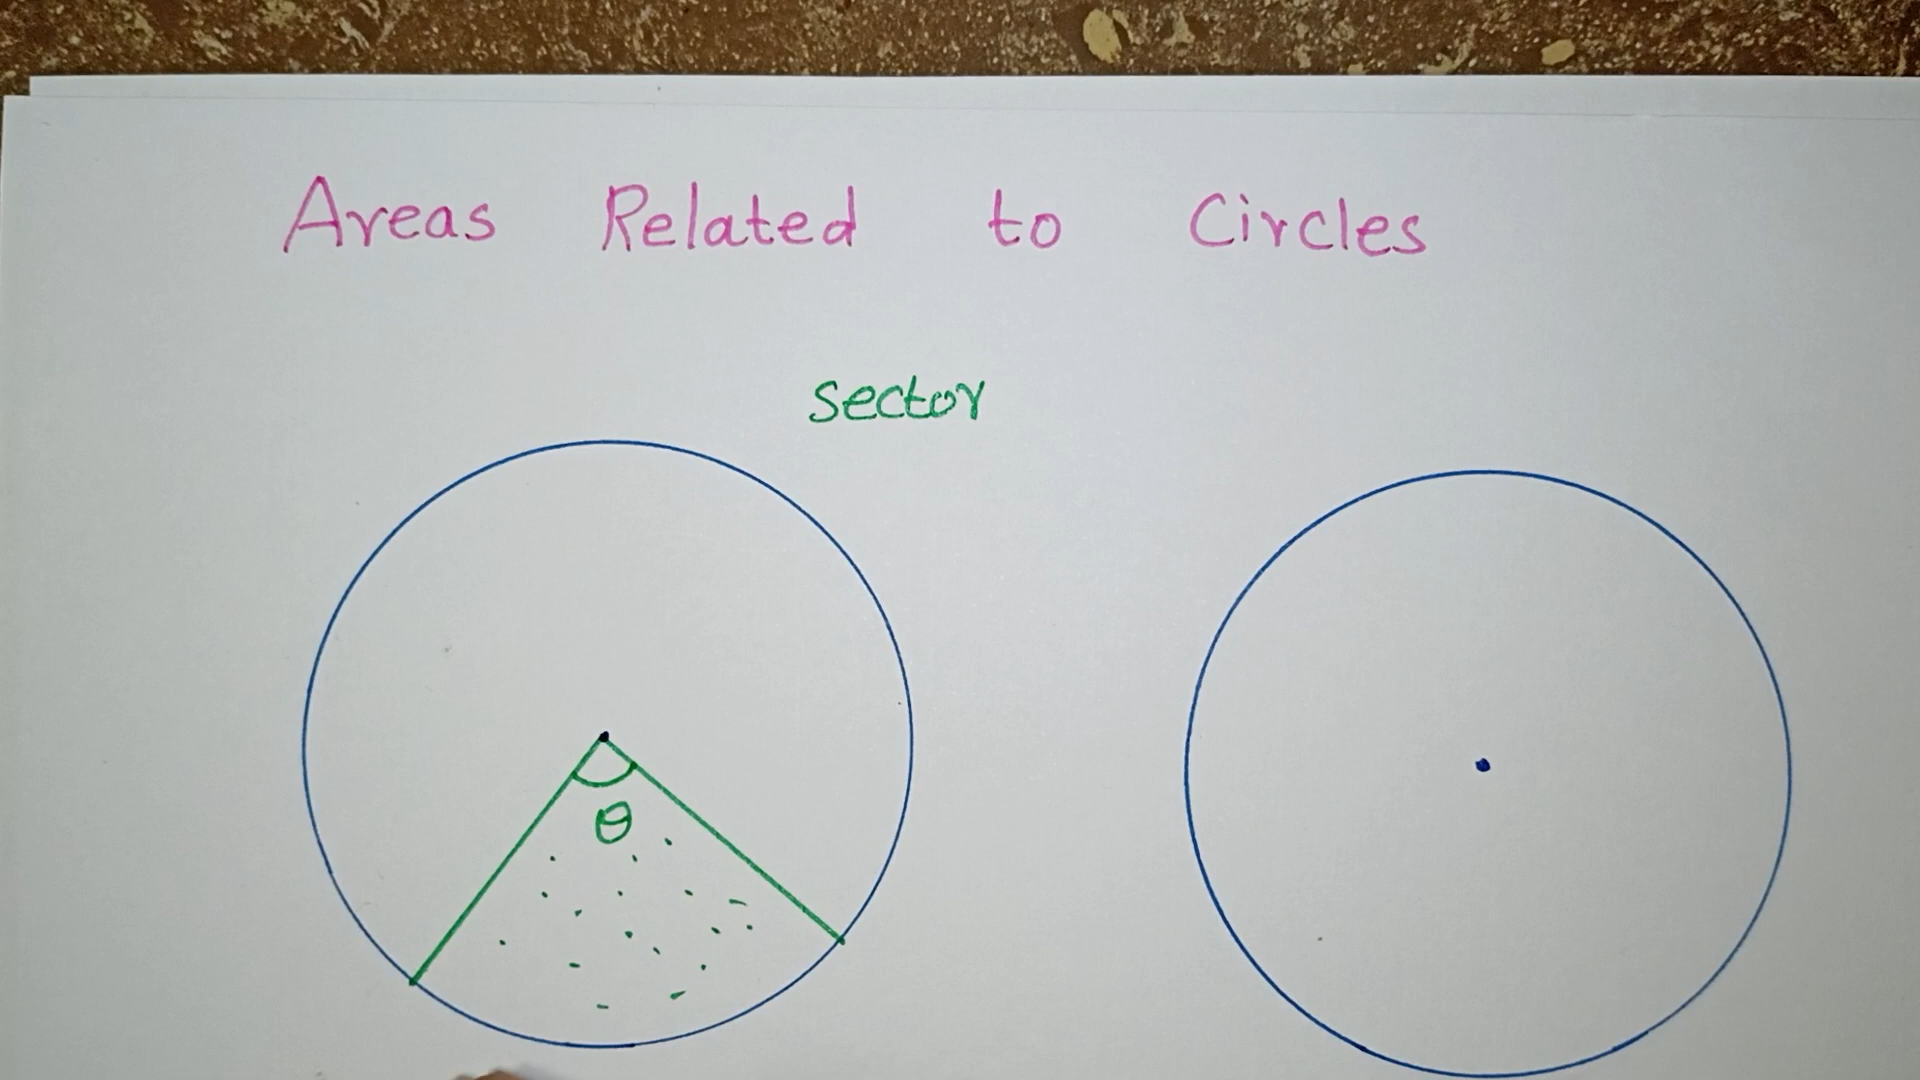 Areas Related to Circles
sector
θ